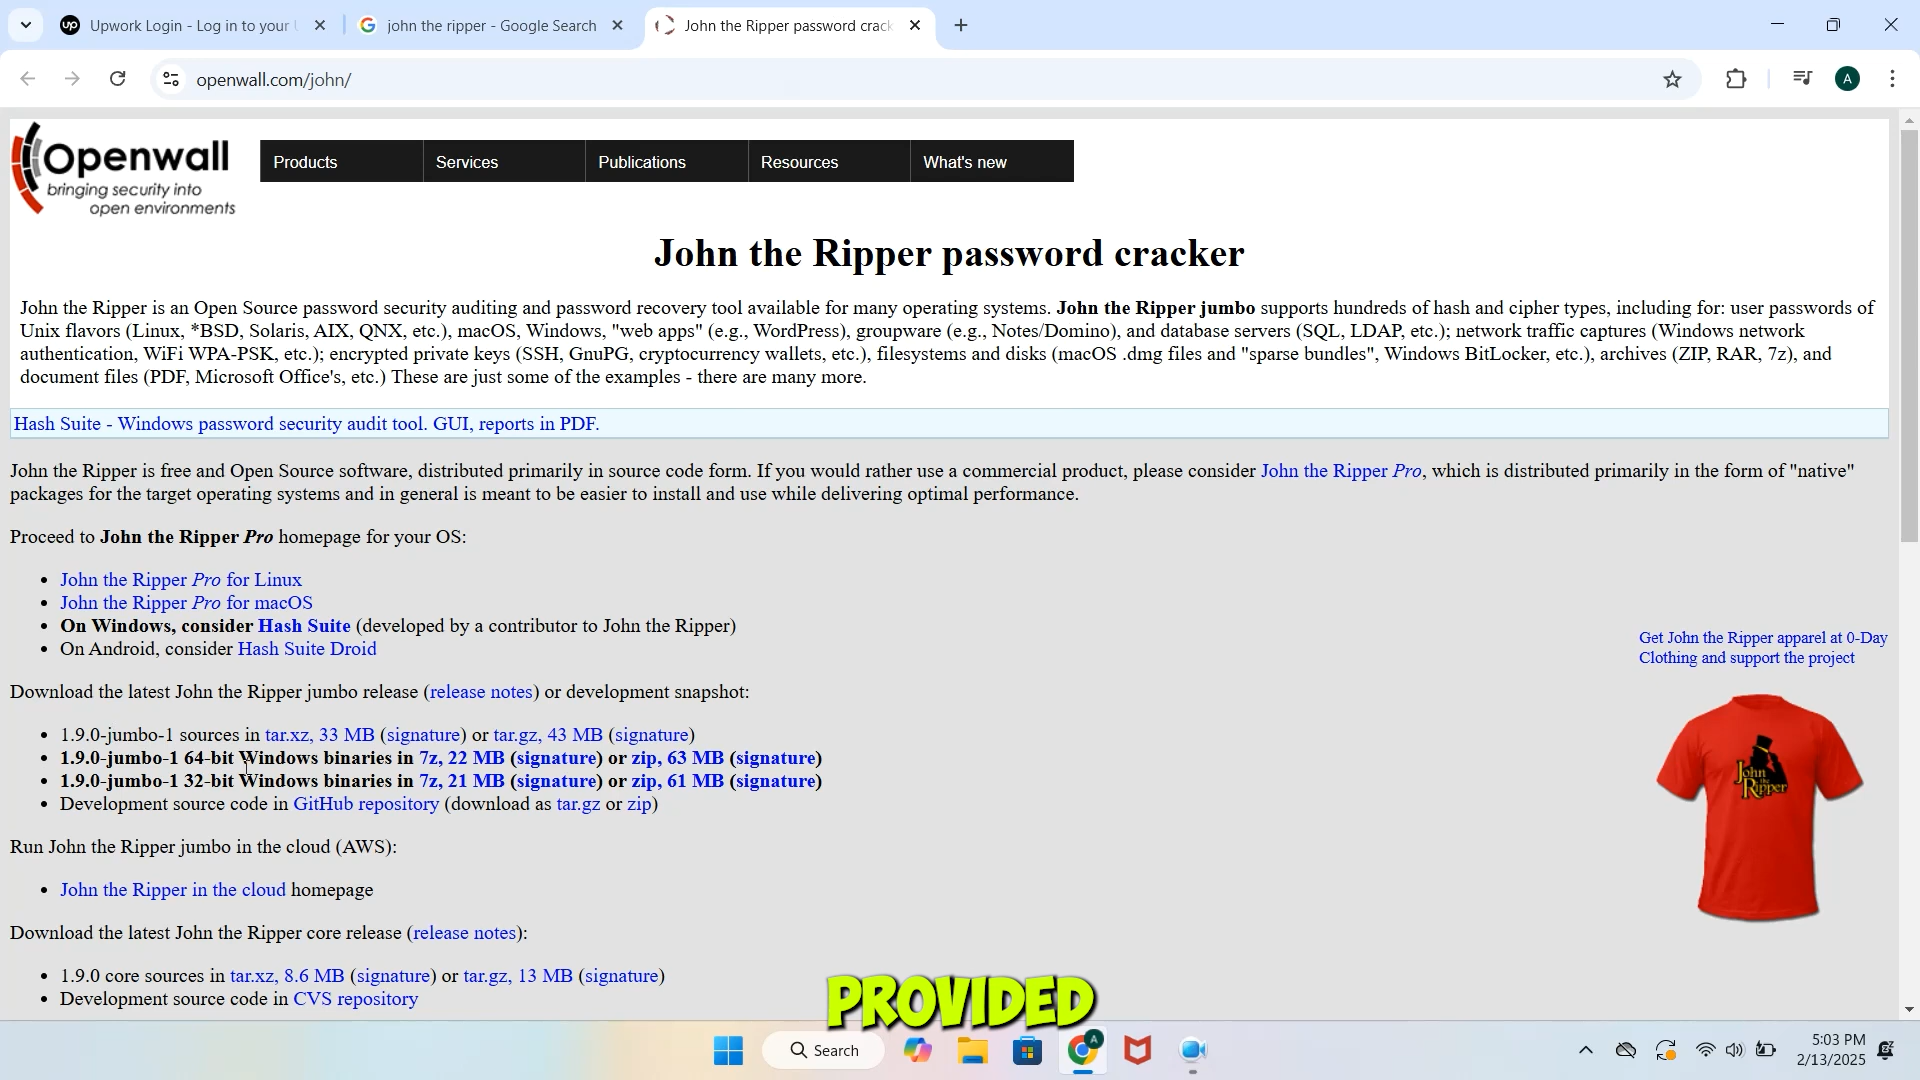 Upwork Login - Log in to your U
john the ripper - Google Search
John the Ripper password crack
openwall.com/john/
A
Openwall
bringing security into
open environments
Products
Services
Publications
Resources
What's new
John the Ripper password cracker
John the Ripper is an Open Source password security auditing and password recovery tool available for many operating systems. John the Ripper jumbo supports hundreds of hash and cipher types, including for: user passwords of
Unix flavors (Linux, *BSD, Solaris, AIX, QNX, etc.), macOS, Windows, "web apps" (e.g., WordPress), groupware (e.g., Notes/Domino), and database servers (SQL, LDAP, etc.); network traffic captures (Windows network
authentication, WiFi WPA-PSK, etc.); encrypted private keys (SSH, GnuPG, cryptocurrency wallets, etc.), filesystems and disks (macOS .dmg files and "sparse bundles", Windows BitLocker, etc.), archives (ZIP, RAR, 7z), and
document files (PDF, Microsoft Office's, etc.) These are just some of the examples - there are many more.
Hash Suite - Windows password security audit tool. GUI, reports in PDF.
John the Ripper is free and Open Source software, distributed primarily in source code form. If you would rather use a commercial product, please consider John the Ripper Pro, which is distributed primarily in the form of "native"
packages for the target operating systems and in general is meant to be easier to install and use while delivering optimal performance.
Proceed to John the Ripper Pro homepage for your OS:
John the Ripper Pro for Linux
John the Ripper Pro for macOS
On Windows, consider Hash Suite (developed by a contributor to John the Ripper)
On Android, consider Hash Suite Droid
Get John the Ripper apparel at 0-Day
Clothing and support the project
John
the
Ripper
Download the latest John the Ripper jumbo release (release notes) or development snapshot:
1.9.0-jumbo-1 sources in tar.xz, 33 MB (signature) or tar.gz, 43 MB (signature)
1.9.0-jumbo-1 64-bit Windows binaries in 7z, 22 MB (signature) or zip, 63 MB (signature)
1.9.0-jumbo-1 32-bit Windows binaries in 7z, 21 MB (signature) or zip, 61 MB (signature)
Development source code in GitHub repository (download as tar.gz or zip)
Run John the Ripper jumbo in the cloud (AWS):
John the Ripper in the cloud homepage
Download the latest John the Ripper core release (release notes):
1.9.0 core sources in tar.xz, 8.6 MB (signature) or tar.gz, 13 MB (signature)
Development source code in CVS repository
PROVIDED
Search
A
5:03 PM
2/13/2025